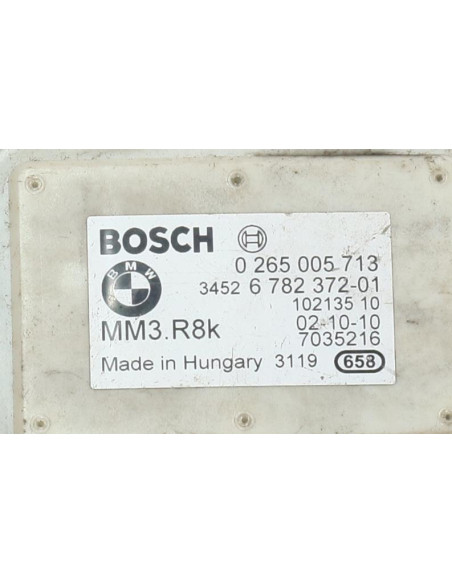 BOSCH
BMW
0 265 005 713
3452 6 782 372-01
102135 10
MM3.R8k
02-10-10
7035216
Made in Hungary 3119 658